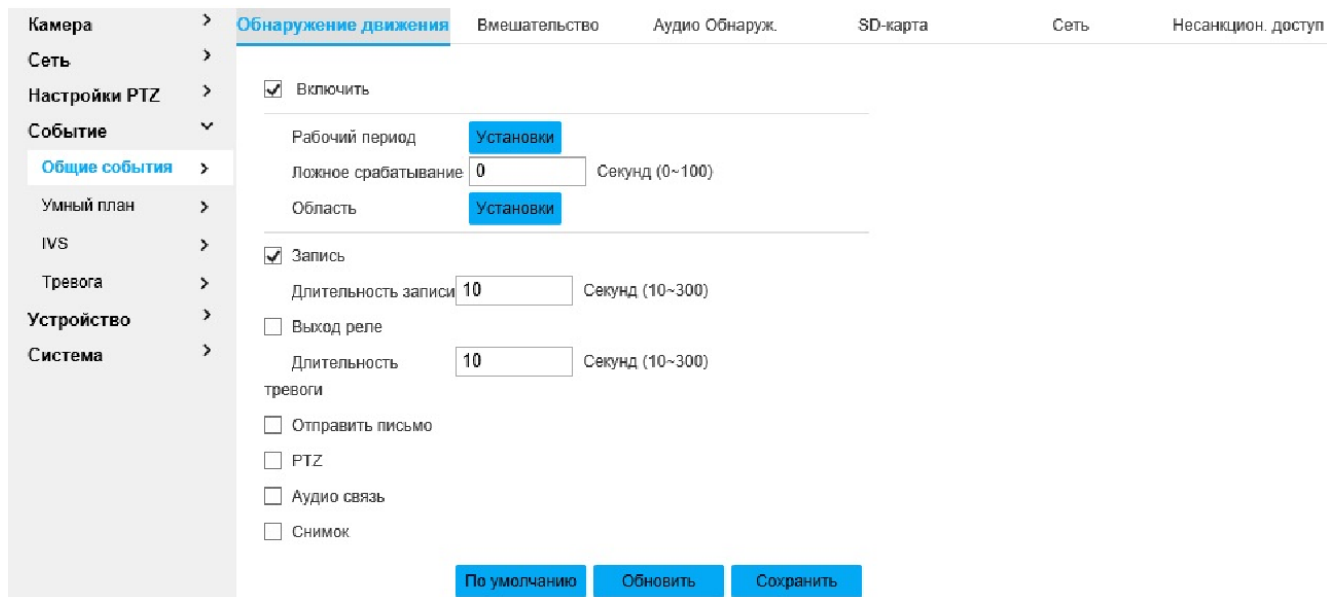 Камера
Сеть
Настройки PTZ
Событие
Общие события
Умный план
IVS
Тревога
Устройство
Система
Обнаружение движения Вмешательство Аудио Обнаруж. SD-карта Сеть Несанкцион. доступ
Включить
Рабочий период Установки
Ложное срабатывание 0 Секунд (0~100)
Область Установки
Запись
Длительность записи 10 Секунд (10~300)
Выход реле
Длительность 10 Секунд (10~300)
тревоги
Отправить письмо
PTZ
Аудио связь
Снимок
По умолчанию Обновить Сохранить